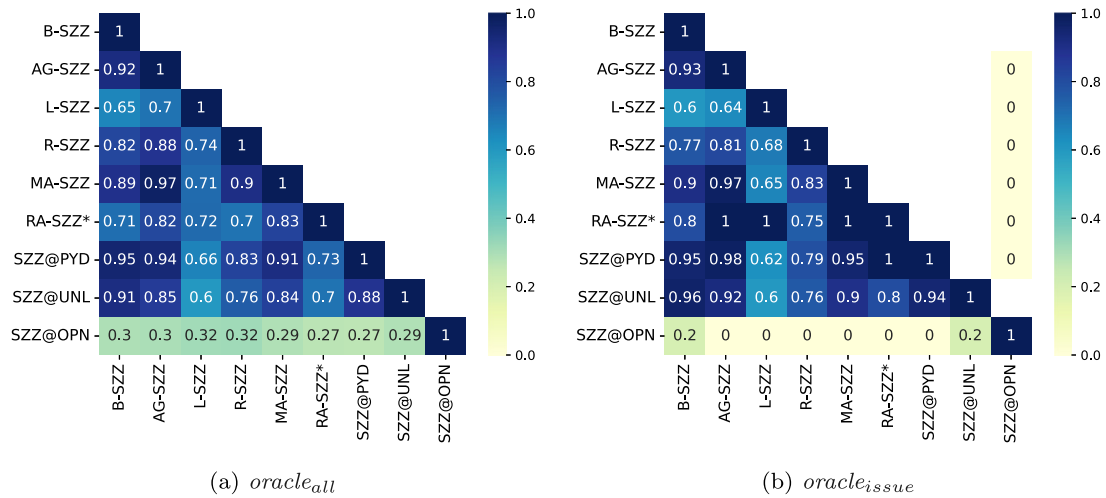 B-SZZ 1
AG-SZZ 0.92 1
L-SZZ 0.65 0.7 1
R-SZZ 0.82 0.88 0.74 1
MA-SZZ 0.89 0.97 0.71 0.9 1
RA-SZZ* 0.71 0.82 0.72 0.7 0.83 1
SZZ@PYD 0.95 0.94 0.66 0.83 0.91 0.73 1
SZZ@UNL 0.91 0.85 0.6 0.76 0.84 0.7 0.88 1
SZZ@OPN 0.3 0.3 0.32 0.32 0.29 0.27 0.27 0.29 1
B-SZZ AG-SZZ L-SZZ R-SZZ MA-SZZ RA-SZZ* SZZ@PYD SZZ@UNL SZZ@OPN
1.0
0.8
0.6
0.4
0.2
0.0
(a) oracleall
B-SZZ 1
AG-SZZ 0.93 1 0
L-SZZ 0.6 0.64 1 0
R-SZZ 0.77 0.81 0.68 1 0
MA-SZZ 0.9 0.97 0.65 0.83 1 0
RA-SZZ* 0.8 1 1 0.75 1 1 0
SZZ@PYD 0.95 0.98 0.62 0.79 0.95 1 1 0
SZZ@UNL 0.96 0.92 0.6 0.76 0.9 0.8 0.94 1
SZZ@OPN 0.2 0 0 0 0 0 0 0.2 1
B-SZZ AG-SZZ L-SZZ R-SZZ MA-SZZ RA-SZZ* SZZ@PYD SZZ@UNL SZZ@OPN
1.0
0.8
0.6
0.4
0.2
0.0
(b) oracleissue